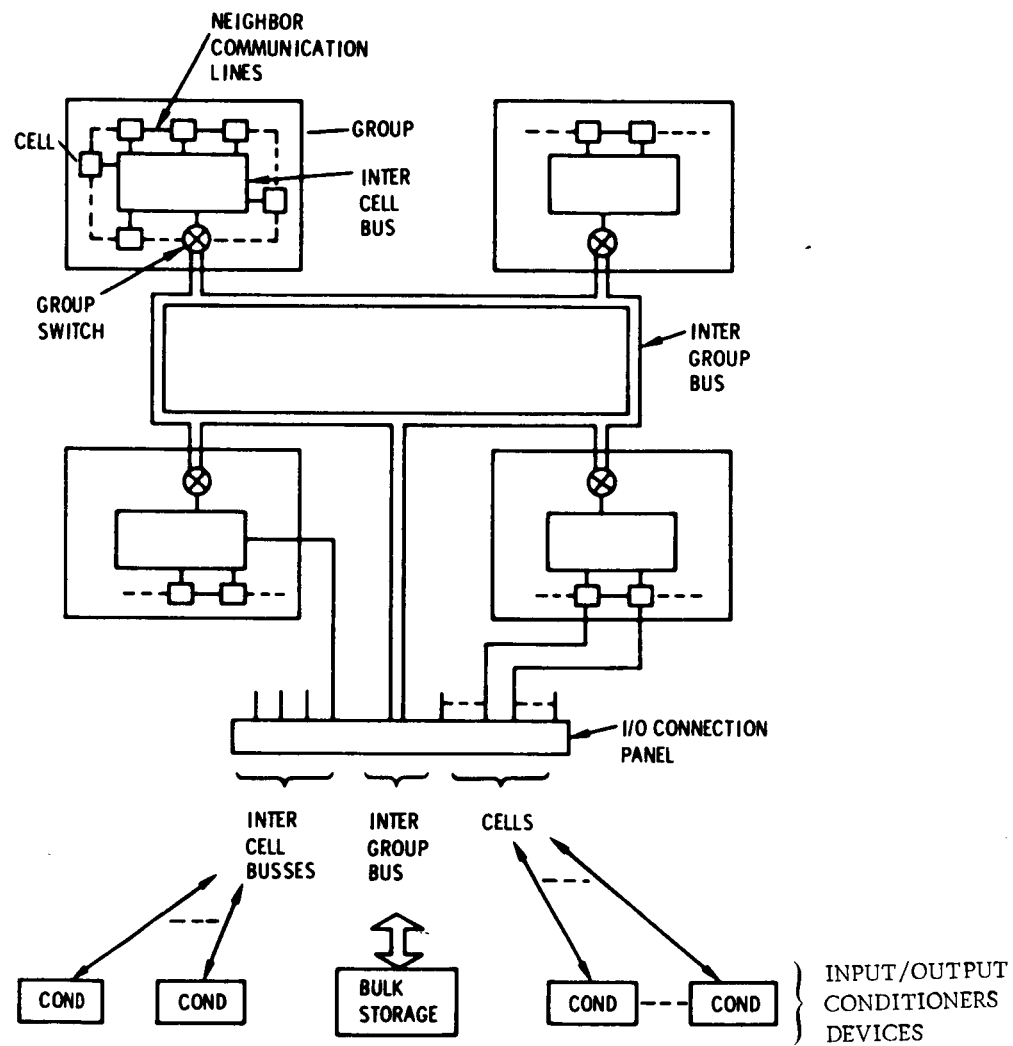 NEIGHBOR
COMMUNICATION
LINES
CELL
GROUP
INTER
CELL
BUS
GROUP
SWITCH
INTER
GROUP
BUS
I/O CONNECTION
PANEL
INTER
CELL
BUSSES
INTER
GROUP
BUS
CELLS
COND
COND
BULK
STORAGE
COND
COND
INPUT/OUTPUT
CONDITIONERS
DEVICES